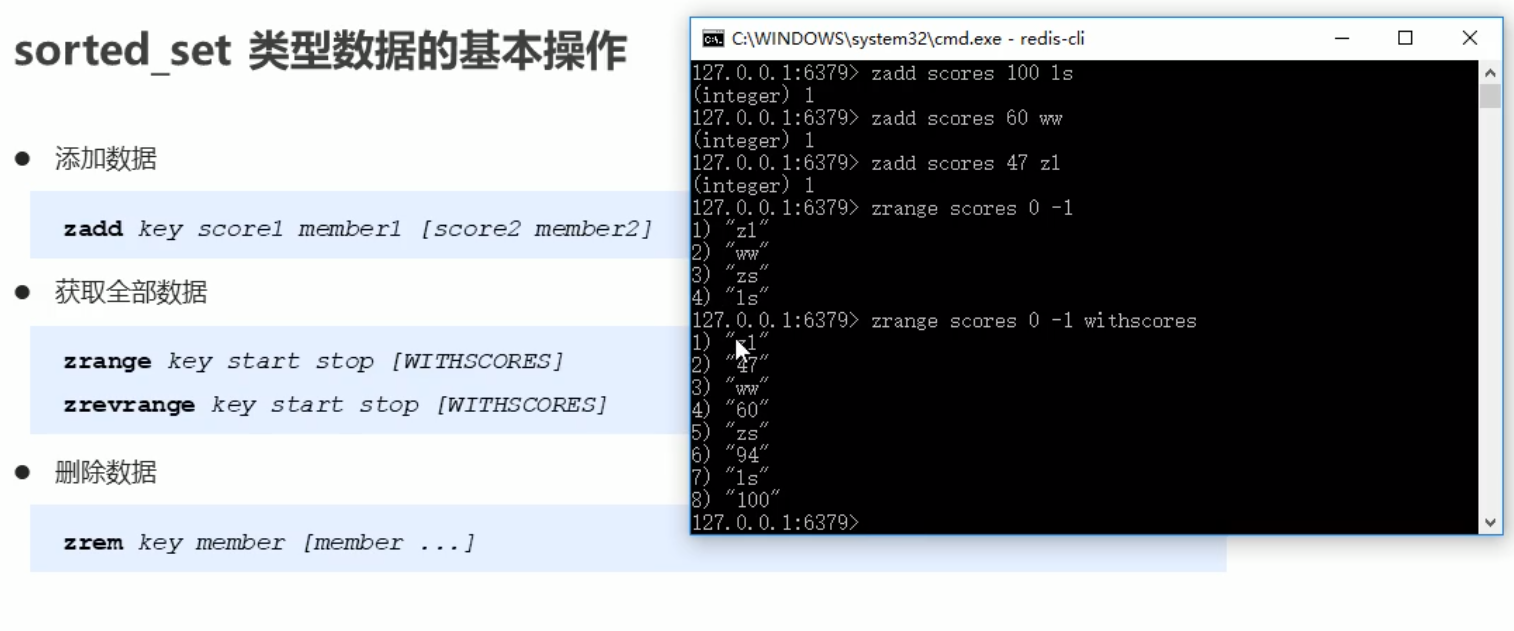 sorted_set 类型数据的基本操作
● 添加数据
zadd key score1 member1 [score2 member2]
● 获取全部数据
zrange key start stop [WITHSCORES]
zrevrange key start stop [WITHSCORES]
● 删除数据
zrem key member [member ...]
C:\WINDOWS\system32\cmd.exe - redis-cli
127.0.0.1:6379> zadd scores 100 ls
(integer) 1
127.0.0.1:6379> zadd scores 60 ww
(integer) 1
127.0.0.1:6379> zadd scores 47 zl
(integer) 1
127.0.0.1:6379> zrange scores 0 -1
1) "zl"
2) "ww"
3) "zs"
4) "ls"
127.0.0.1:6379> zrange scores 0 -1 withscores
1) "zl"
2) "47"
3) "ww"
4) "60"
5) "zs"
6) "94"
7) "ls"
8) "100"
127.0.0.1:6379>